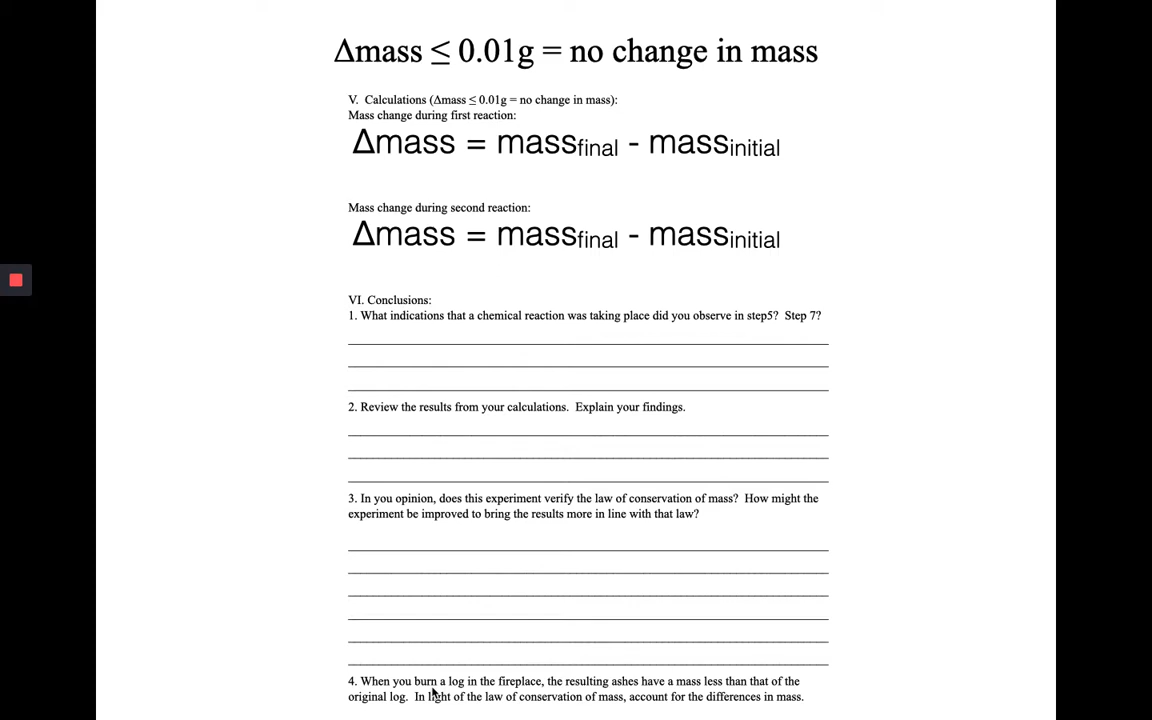 Δmass ≤ 0.01g = no change in mass
V. Calculations (Δmass ≤ 0.01g = no change in mass):
Mass change during first reaction:
Δmass = massfinal - massinitial
Mass change during second reaction:
Δmass = massfinal - massinitial
VI. Conclusions:
1. What indications that a chemical reaction was taking place did you observe in step5? Step 7?
2. Review the results from your calculations. Explain your findings.
3. In you opinion, does this experiment verify the law of conservation of mass? How might the
experiment be improved to bring the results more in line with that law?
4. When you burn a log in the fireplace, the resulting ashes have a mass less than that of the
original log. In light of the law of conservation of mass, account for the differences in mass.